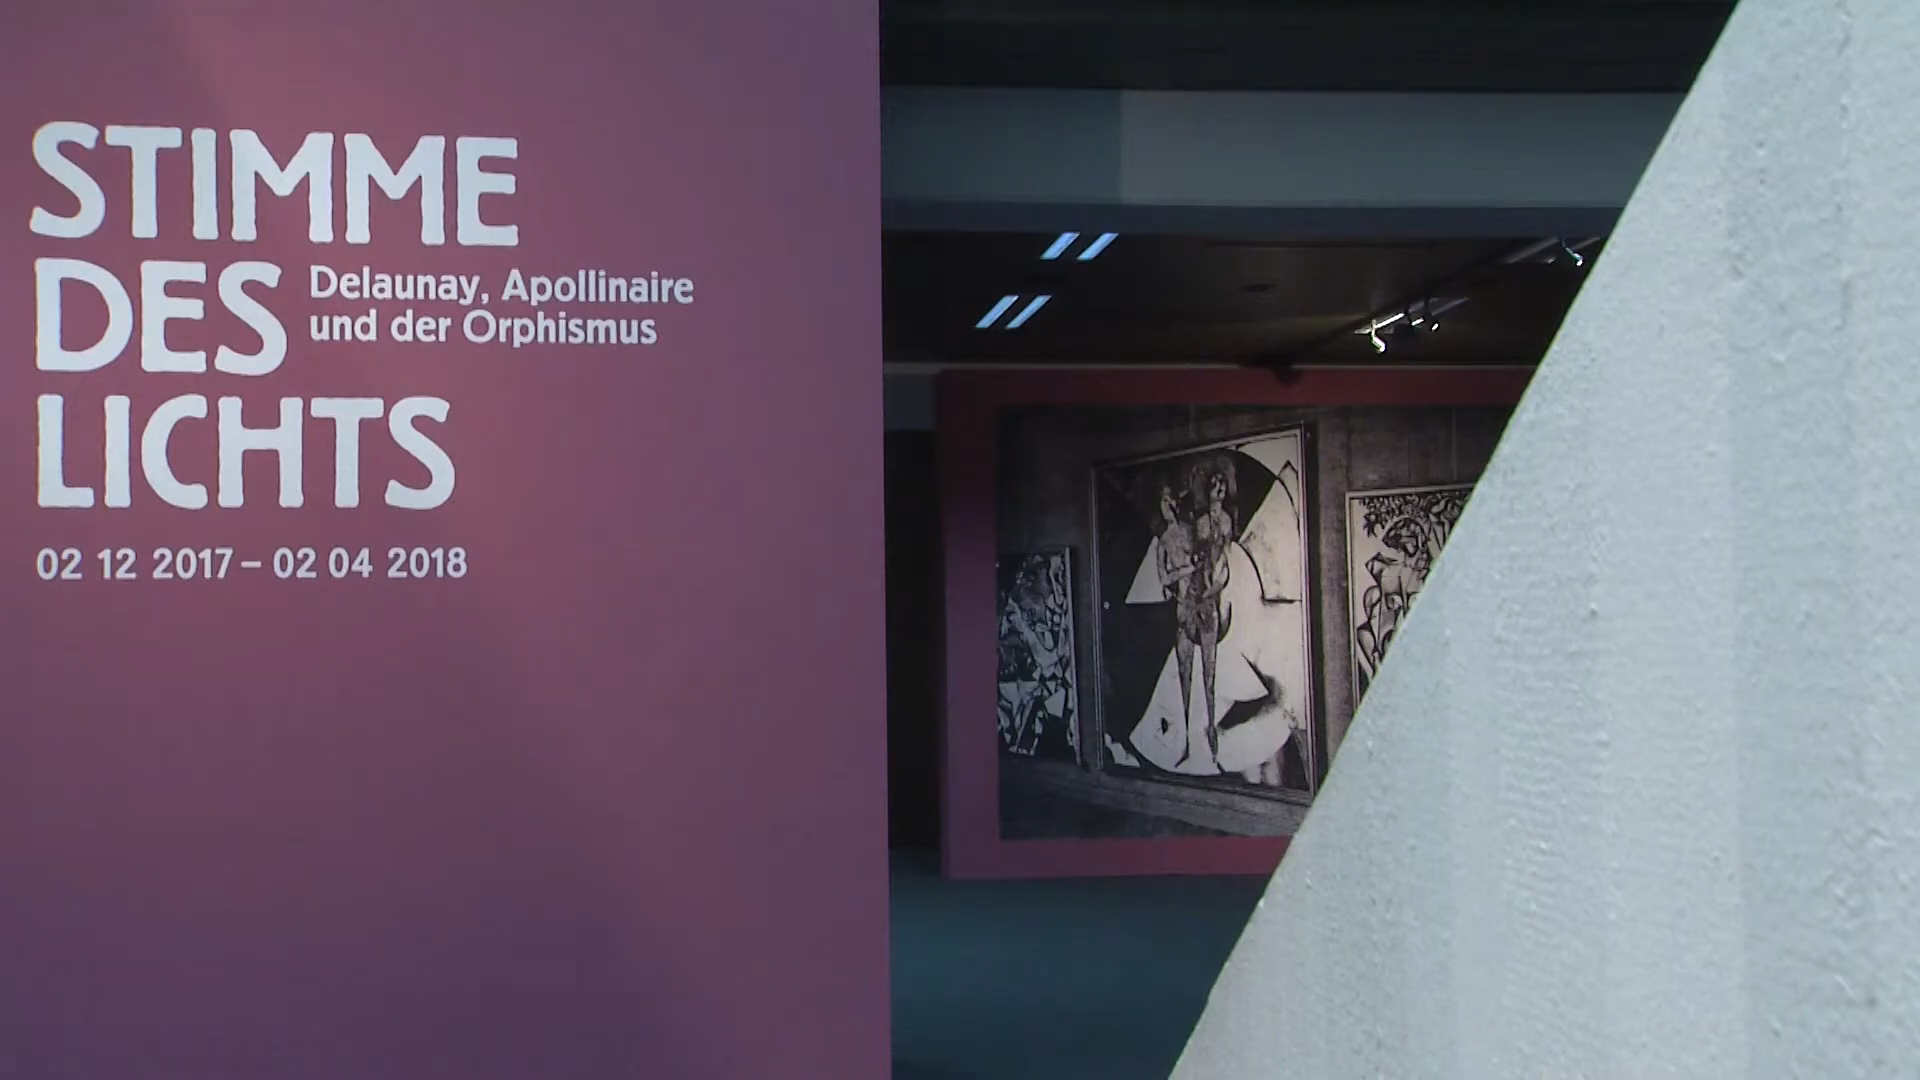 STIMME
DES
Delaunay, Apollinaire
und der Orphismus
LICHTS
02 12 2017 – 02 04 2018